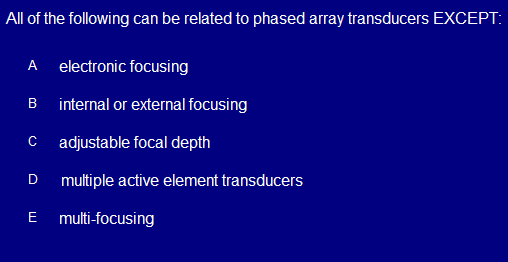 All of the following can be related to phased array transducers EXCEPT:
A electronic focusing
B internal or external focusing
C adjustable focal depth
D multiple active element transducers
E multi-focusing